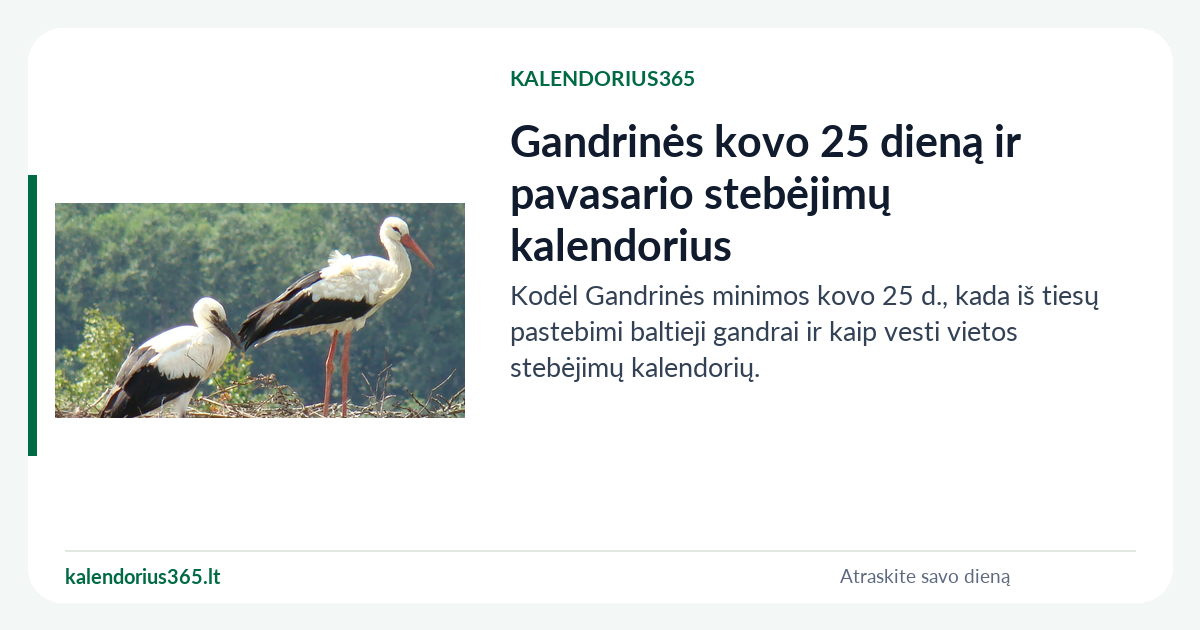 KALENDORIUS365
Gandrinės kovo 25 dieną ir
pavasario stebėjimų
kalendorius
Kodėl Gandrinės minimos kovo 25 d., kada iš tiesų
pastebimi baltieji gandrai ir kaip vesti vietos
stebėjimų kalendorių.
kalendorius365.lt
Atraskite savo dieną